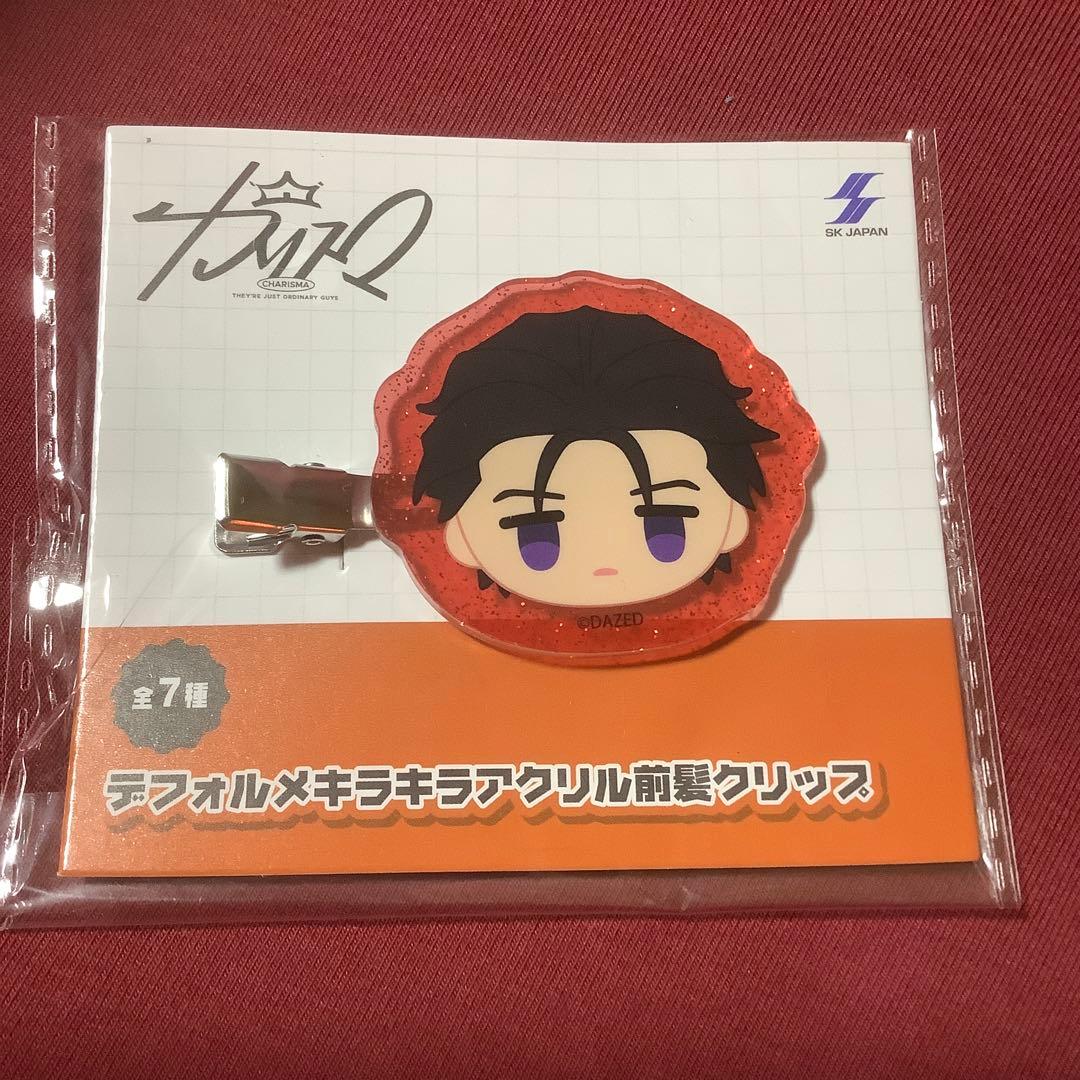 カリスマ
CHARISMA
THEY'RE JUST ORDINARY GUYS
SK JAPAN
©DAZED
全7種
デフォルメキラキラアクリル前髪クリップ